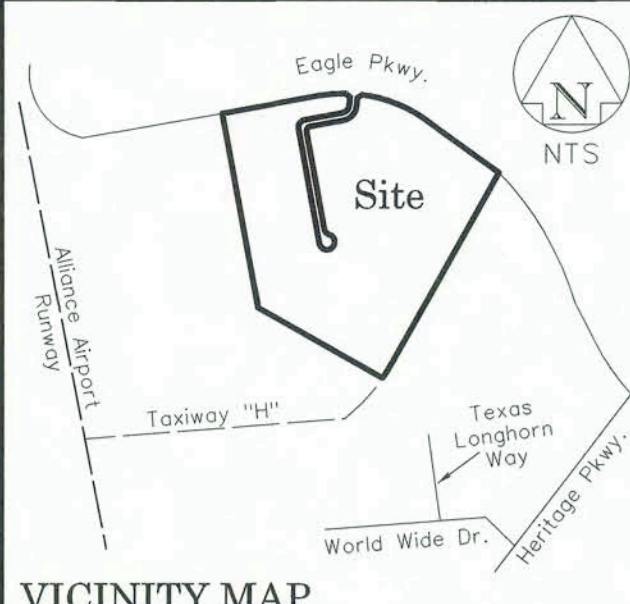 Eagle Pkwy.
N
NTS
Site
Alliance Airport
Runway
Taxiway "H"
Texas
Longhorn
Way
World Wide Dr.
Heritage Pkwy.
VICINITY MAP